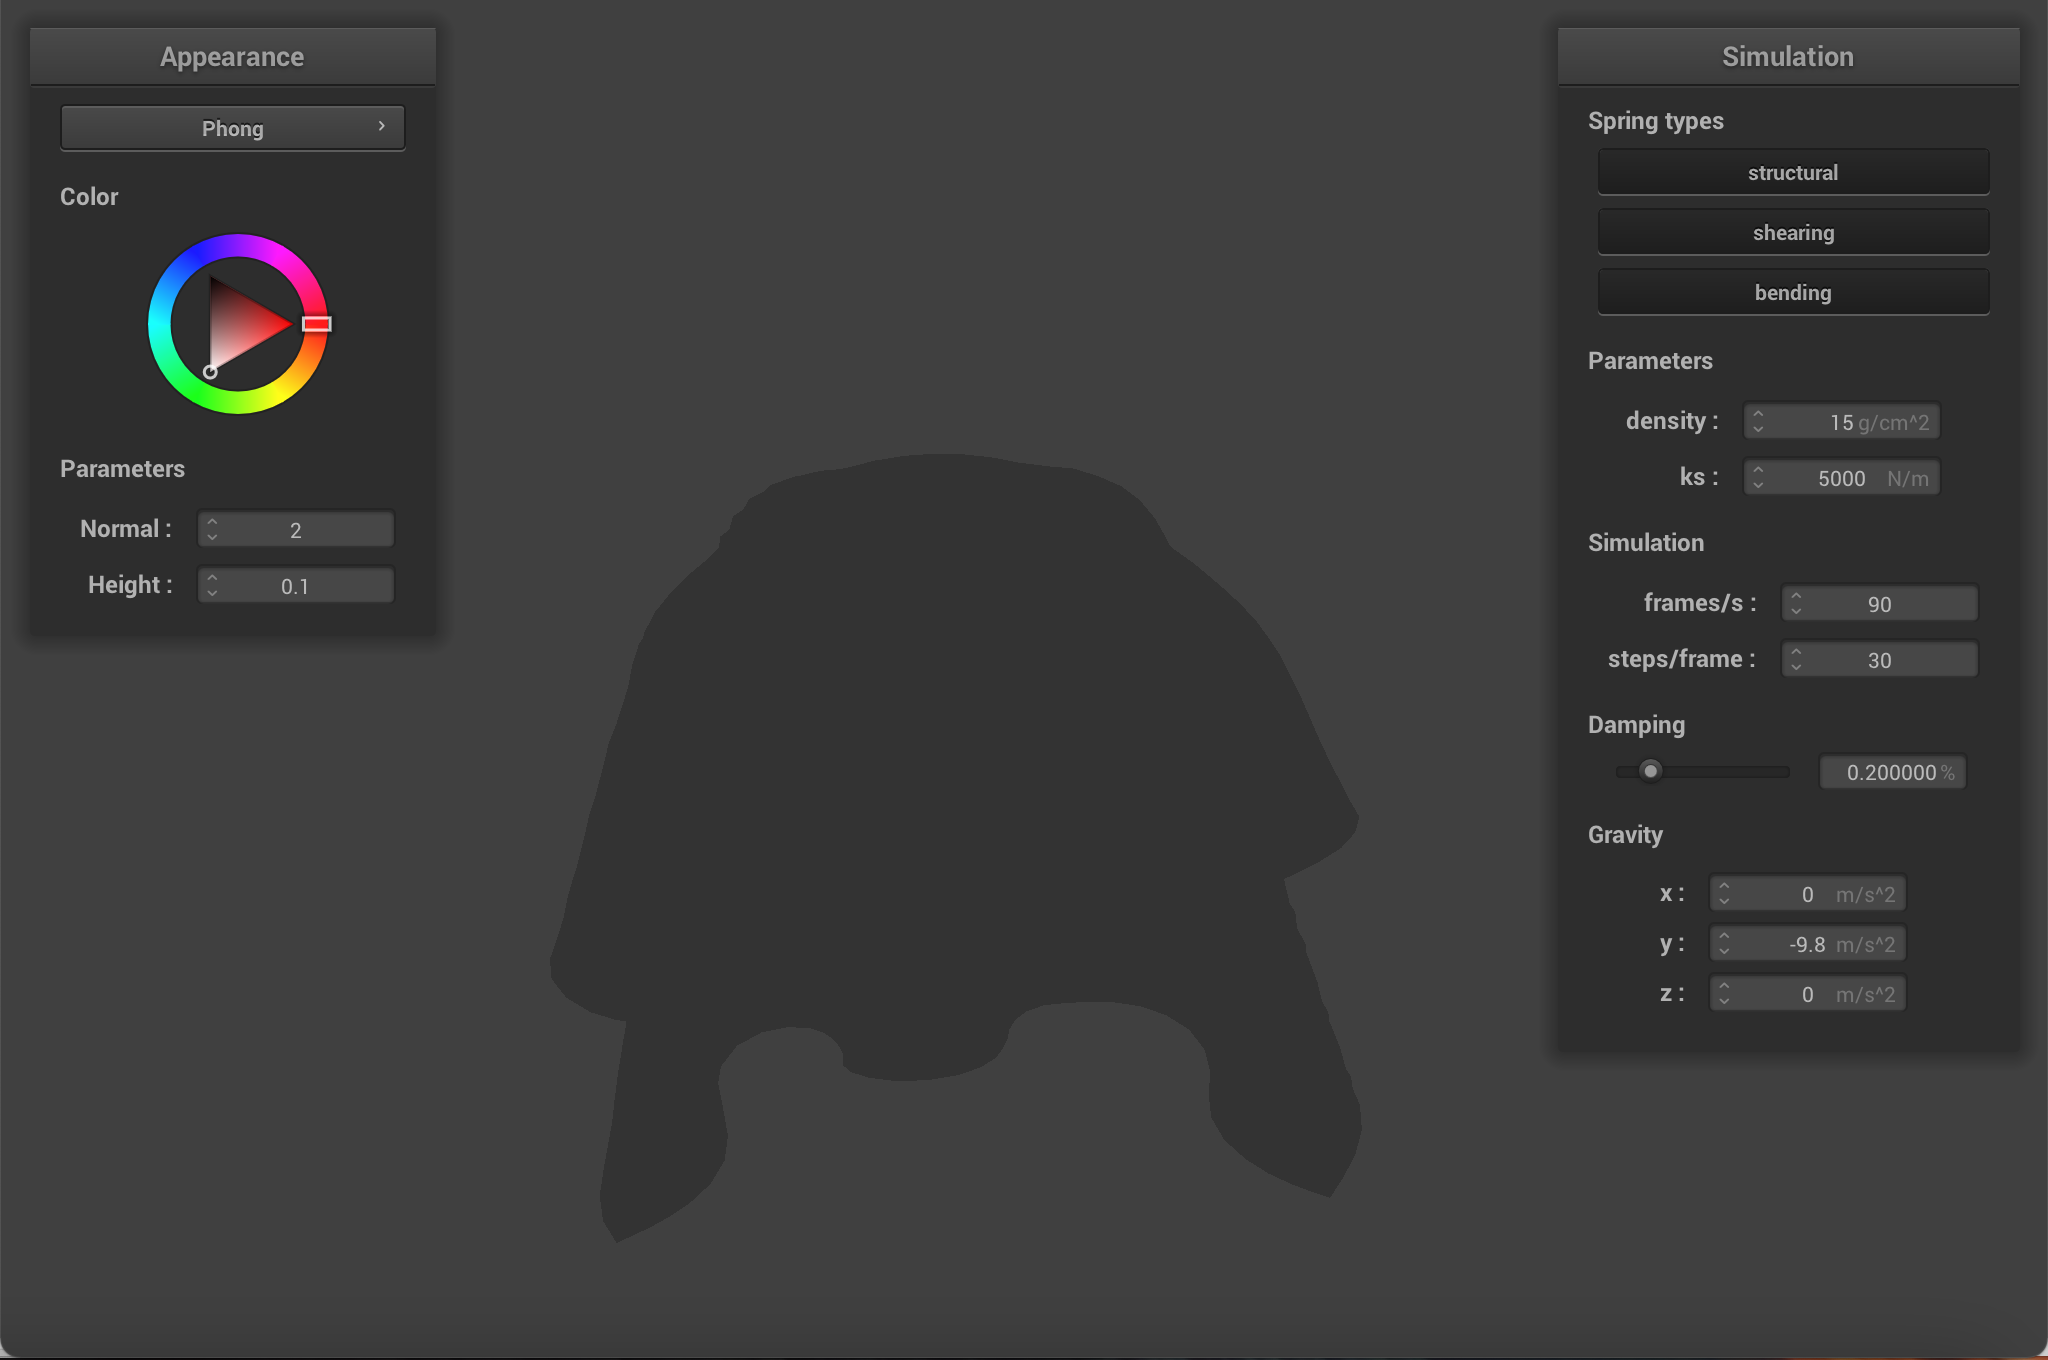 Appearance
Phong
Color
Parameters
Normal : 2
Height : 0.1
Simulation
Spring types
structural
shearing
bending
Parameters
density : 15 g/cm^2
ks : 5000 N/m
Simulation
frames/s : 90
steps/frame : 30
Damping
0.200000 %
Gravity
x : 0 m/s^2
y : -9.8 m/s^2
z : 0 m/s^2